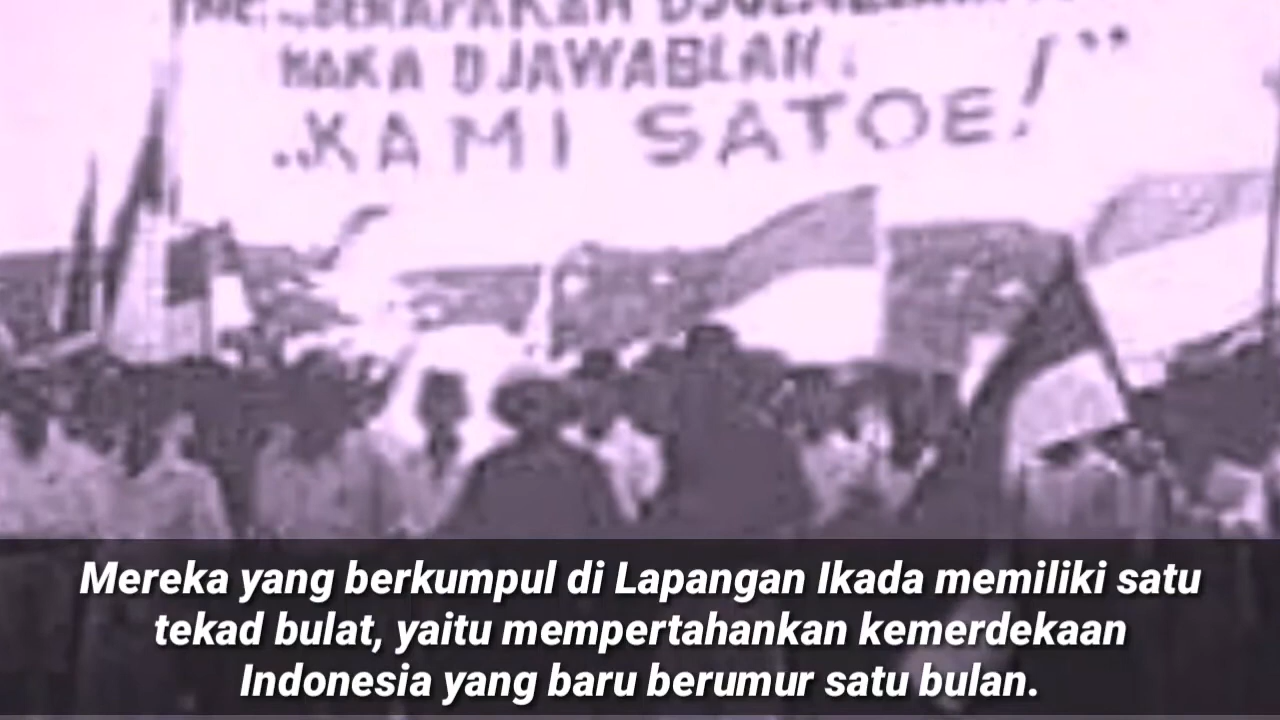 MAKA DJAWABLAH :
„KAMI SATOE!”
Mereka yang berkumpul di Lapangan Ikada memiliki satu
tekad bulat, yaitu mempertahankan kemerdekaan
Indonesia yang baru berumur satu bulan.